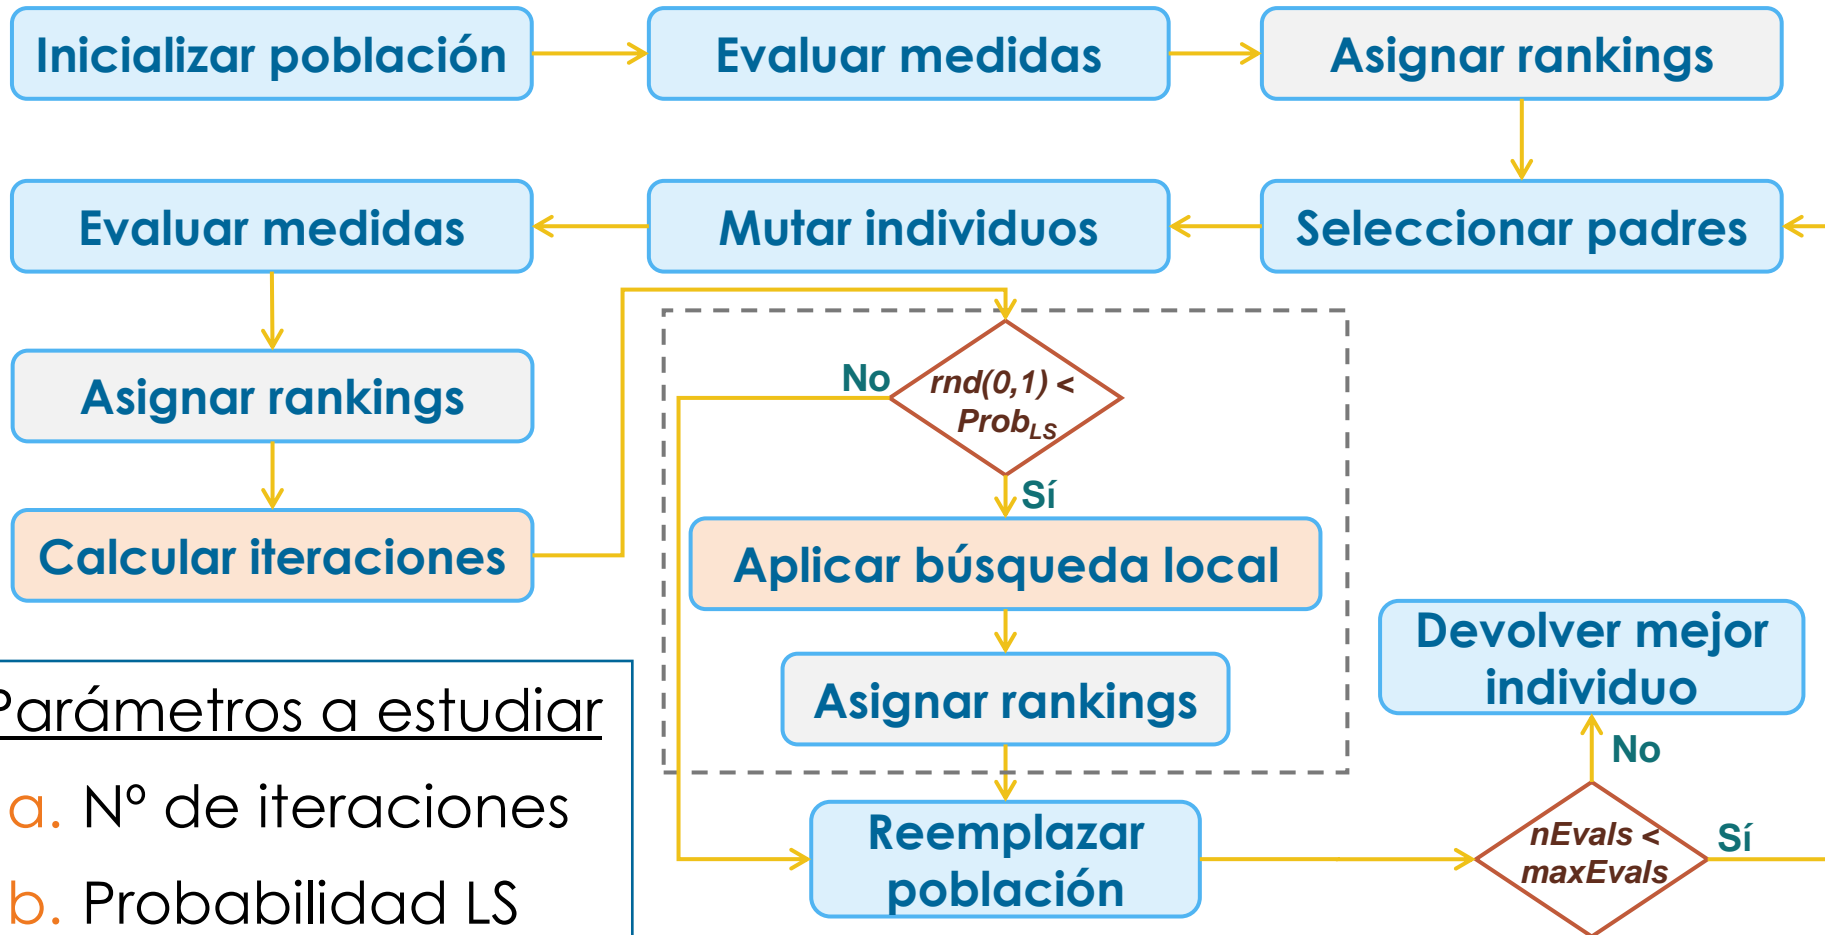 Inicializar población
Evaluar medidas
Asignar rankings
Evaluar medidas
Mutar individuos
Seleccionar padres
Asignar rankings
Calcular iteraciones
No
rnd(0,1) <
Prob_LS
Sí
Aplicar búsqueda local
Asignar rankings
Reemplazar
población
Devolver mejor
individuo
No
nEvals <
maxEvals
Sí
Parámetros a estudiar
a. Nº de iteraciones
b. Probabilidad LS